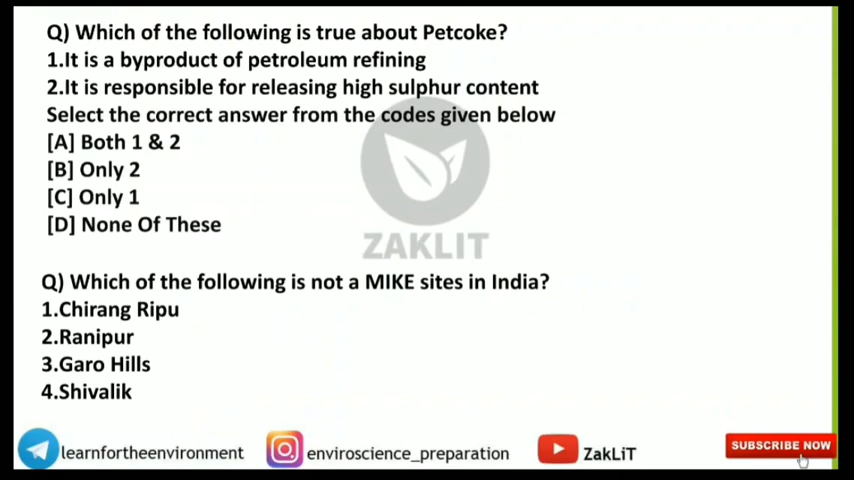 Q) Which of the following is true about Petcoke?
1.It is a byproduct of petroleum refining
2.It is responsible for releasing high sulphur content
Select the correct answer from the codes given below
[A] Both 1 & 2
[B] Only 2
[C] Only 1
[D] None Of These
ZAKLIT
Q) Which of the following is not a MIKE sites in India?
1.Chirang Ripu
2.Ranipur
3.Garo Hills
4.Shivalik
learnfortheenvironment enviroscience_preparation ZakLiT SUBSCRIBE NOW